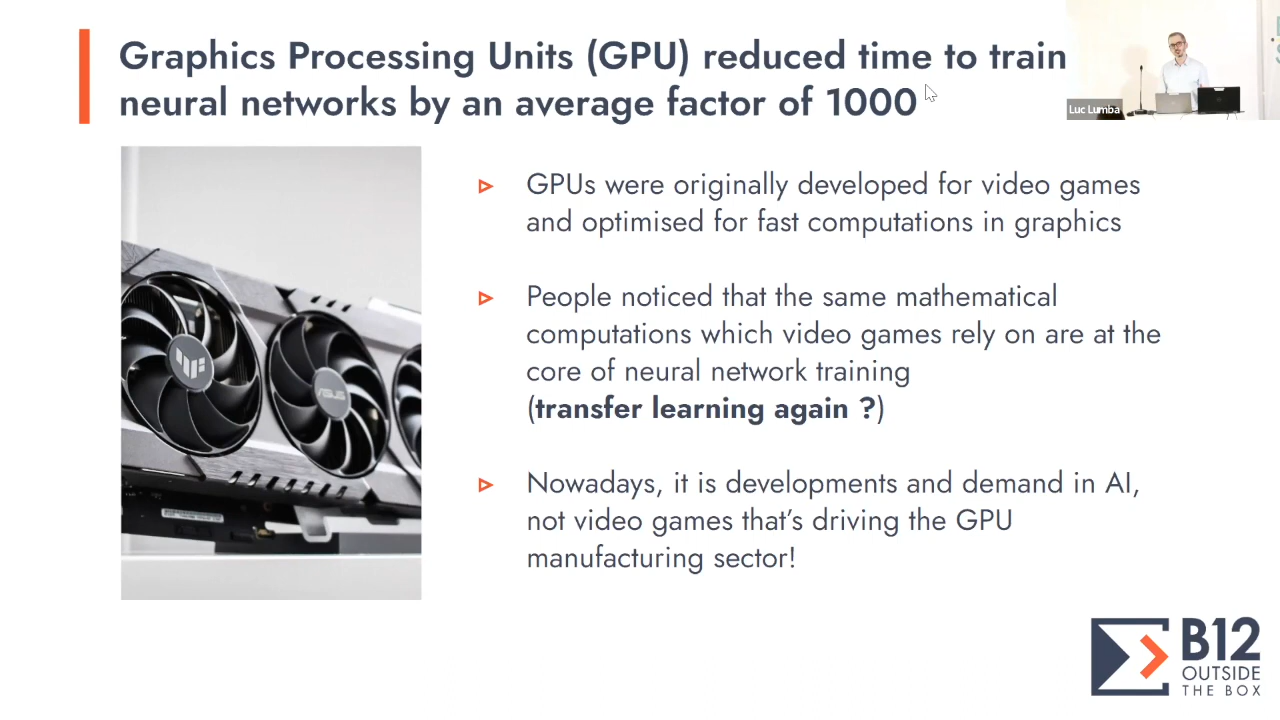 Graphics Processing Units (GPU) reduced time to train
neural networks by an average factor of 1000
Luc Lumba
GPUs were originally developed for video games
and optimised for fast computations in graphics
People noticed that the same mathematical
computations which video games rely on are at the
core of neural network training
(transfer learning again ?)
Nowadays, it is developments and demand in AI,
not video games that's driving the GPU
manufacturing sector!
ASUS
B12
OUTSIDE
THE BOX